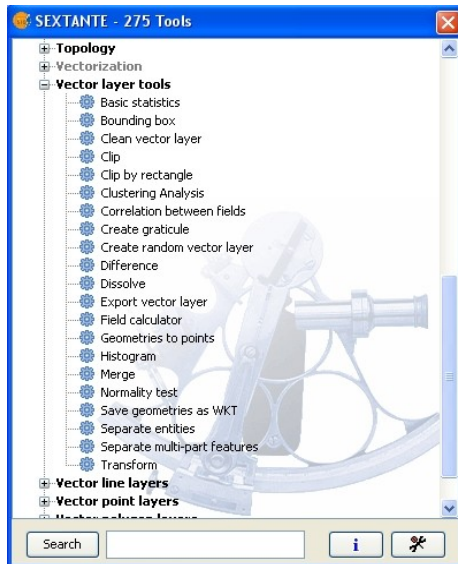 SEXTANTE - 275 Tools
Topology
Vectorization
Vector layer tools
Basic statistics
Bounding box
Clean vector layer
Clip
Clip by rectangle
Clustering Analysis
Correlation between fields
Create graticule
Create random vector layer
Difference
Dissolve
Export vector layer
Field calculator
Geometries to points
Histogram
Merge
Normality test
Save geometries as WKT
Separate entities
Separate multi-part features
Transform
Vector line layers
Vector point layers
Vector polygon layers
Search
i